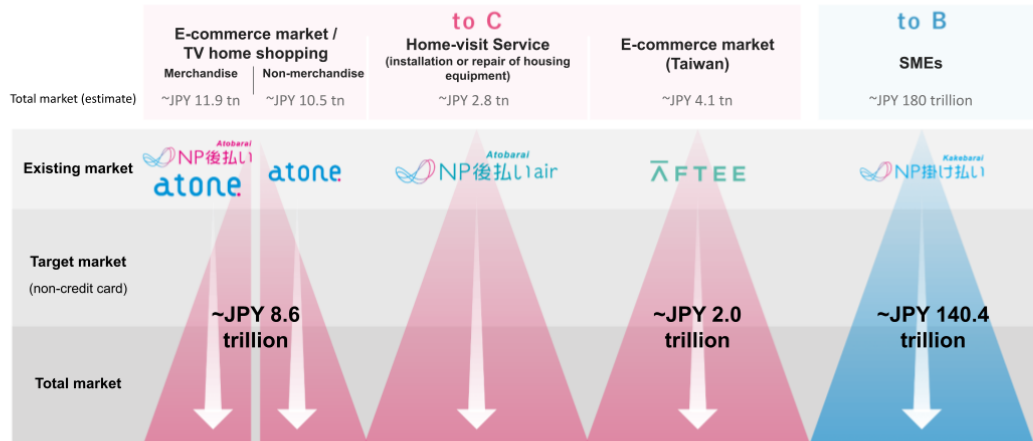 to C
to B
E-commerce market /
TV home shopping
Merchandise
Non-merchandise
Home-visit Service
(installation or repair of housing
equipment)
E-commerce market
(Taiwan)
SMEs
Total market (estimate)
~JPY 11.9 tn
~JPY 10.5 tn
~JPY 2.8 tn
~JPY 4.1 tn
~JPY 180 trillion
Existing market
Atobarai
NP後払い
atone
atone
Atobarai
NP後払いair
AFTEE
Kakebarai
NP掛け払い
Target market
(non-credit card)
~JPY 8.6
trillion
~JPY 2.0
trillion
~JPY 140.4
trillion
Total market